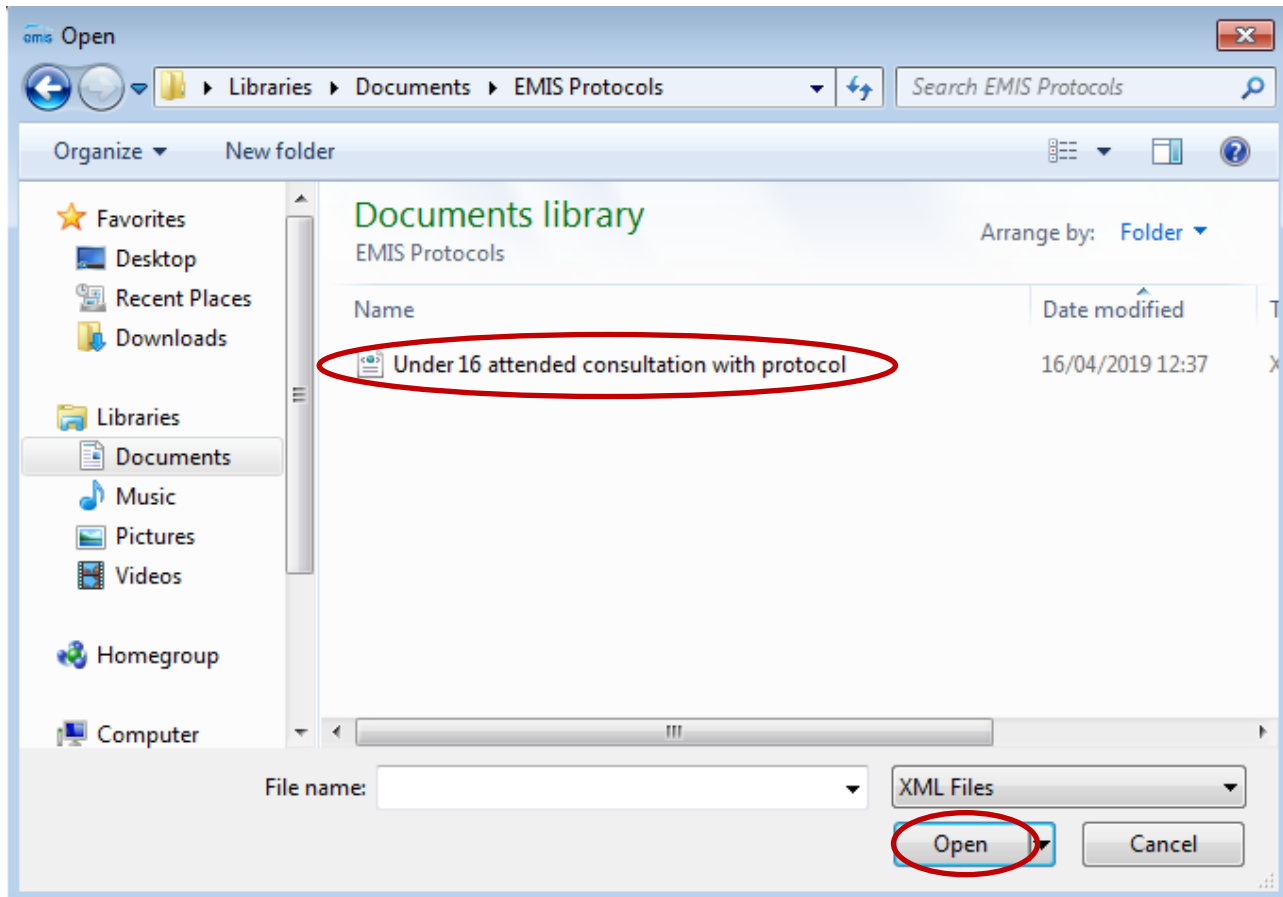 emis Open
Libraries Documents EMIS Protocols Search EMIS Protocols
Organize New folder
Favorites
Desktop
Recent Places
Downloads
Libraries
Documents
Music
Pictures
Videos
Homegroup
Computer
Documents library
EMIS Protocols
Arrange by: Folder
Name Date modified T
Under 16 attended consultation with protocol 16/04/2019 12:37 X
File name: XML Files
Open Cancel